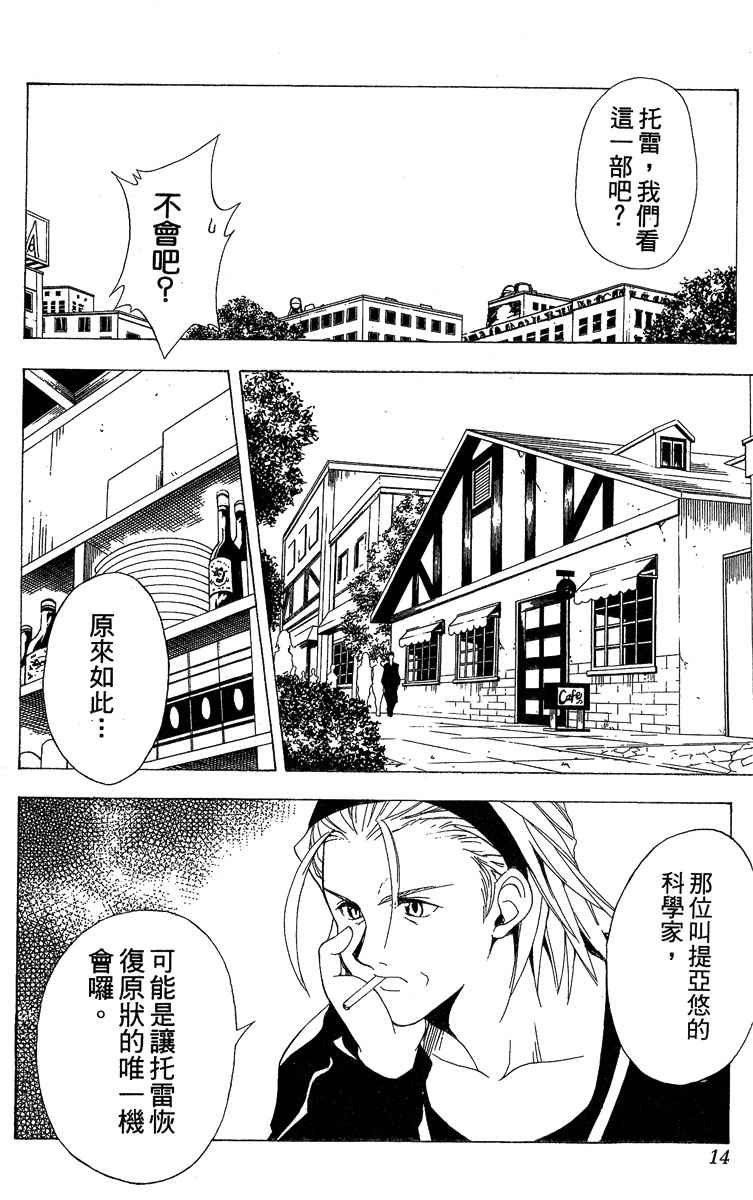 托雷，我們看
這一部吧？
不會吧？
A
Cafe
原來如此…
那位叫提亞悠的
科學家，
可能是讓托雷恢
復原狀的唯一機
會囉。
14